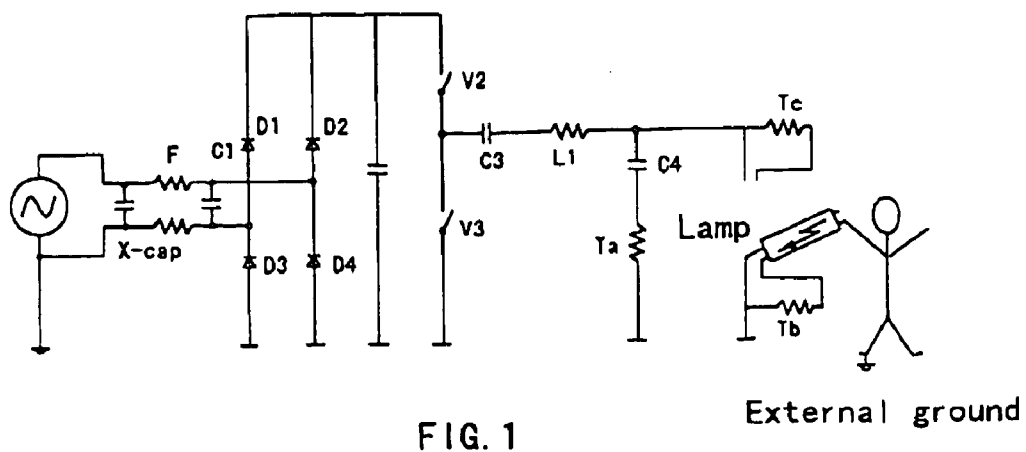 D1
D2
F
C1
X-cap
D3
D4
V2
V3
C3
L1
C4
Ta
Tc
Lamp
Tb
External ground
FIG. 1